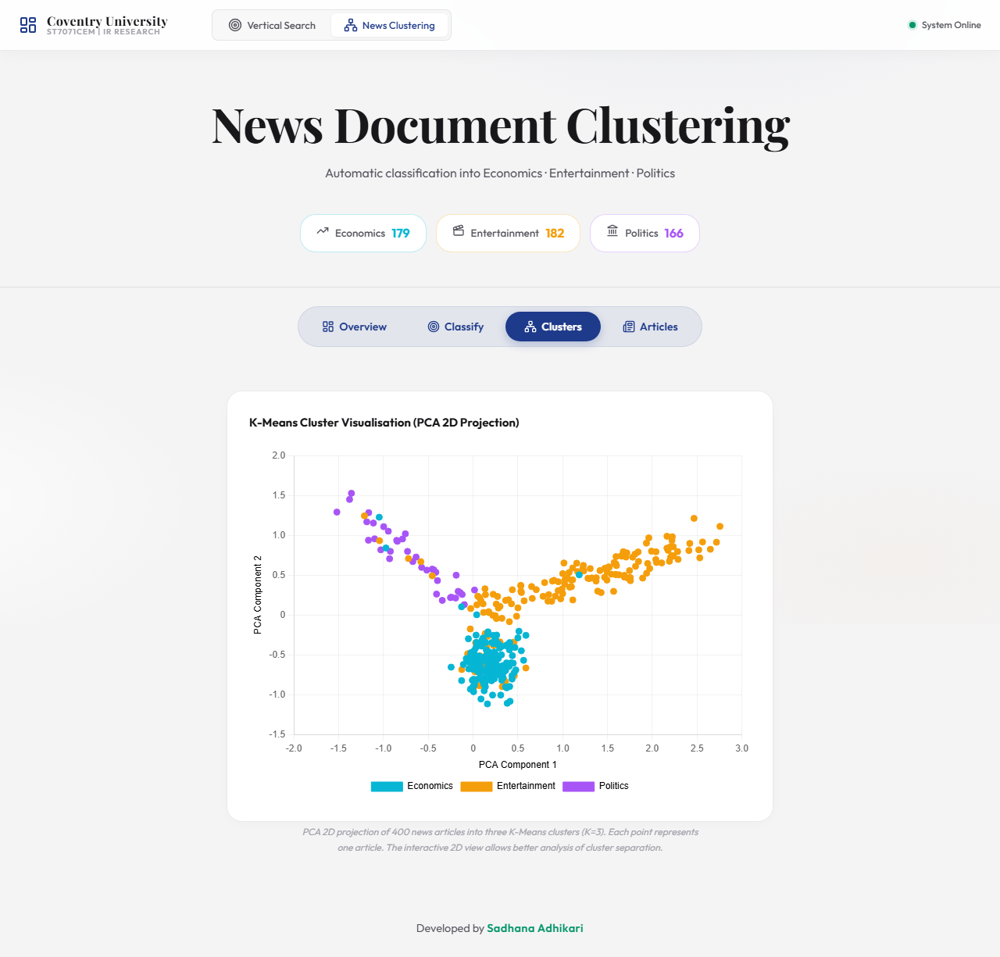 Coventry University
ST7071CEM | IR RESEARCH
Vertical Search
News Clustering
System Online
News Document Clustering
Automatic classification into Economics · Entertainment · Politics
Economics 179
Entertainment 182
Politics 166
Overview
Classify
Clusters
Articles
K-Means Cluster Visualisation (PCA 2D Projection)
2.0
1.5
1.0
0.5
0
-0.5
-1.0
-1.5
PCA Component 2
-2.0 -1.5 -1.0 -0.5 0 0.5 1.0 1.5 2.0 2.5 3.0
PCA Component 1
Economics Entertainment Politics
PCA 2D projection of 400 news articles into three K-Means clusters (K=3). Each point represents
one article. The interactive 2D view allows better analysis of cluster separation.
Developed by Sadhana Adhikari